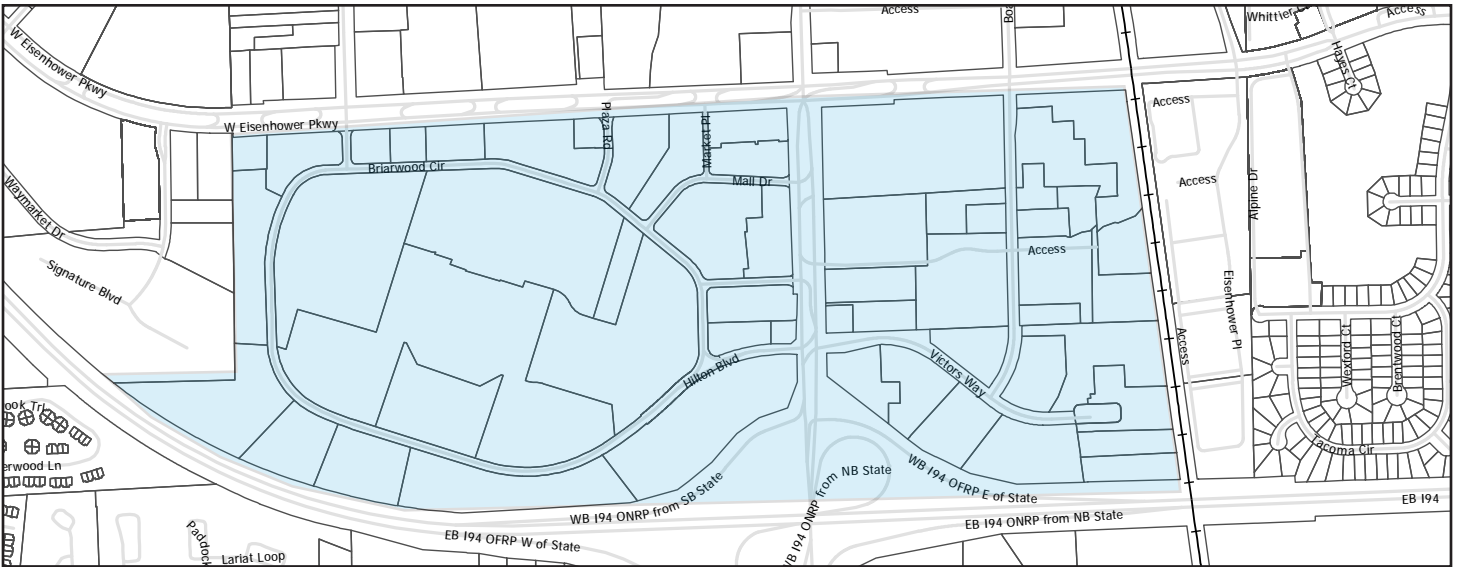 Access
Whittier
Access
Hayes Ct
W Eisenhower Pkwy
W Eisenhower Pkwy
Plaza Rd
Market Pl
Access
Briarwood Cir
Mall Dr
Access
Alpine Dr
Waymarket Dr
Access
Signature Blvd
Eisenhower Pl
Access
Wexford Ct
Brentwood Ct
Hilton Blvd
Victors Way
Tacoma Cir
WB I94 ONRP from SB State
WB I94 ONRP from NB State
WB I94 OFRP E of State
EB I94
EB I94 OFRP W of State
EB I94 ONRP from NB State
Paddock
Lariat Loop